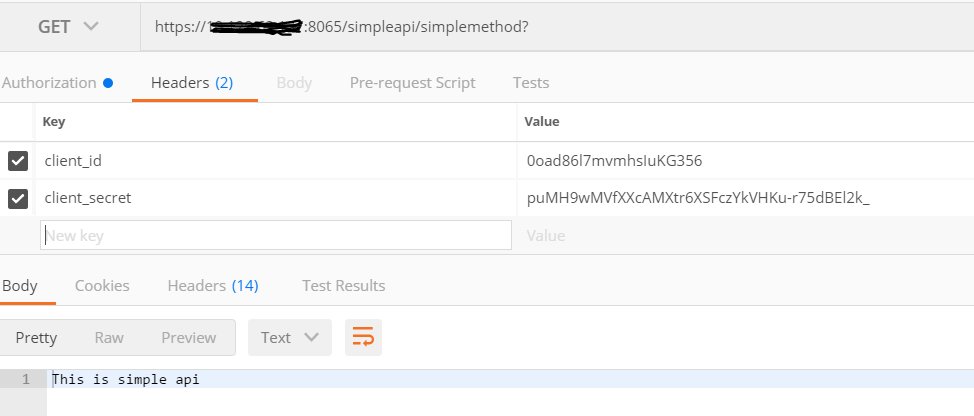 GET https:// :8065/simpleapi/simplemethod?
Authorization Headers (2) Body Pre-request Script Tests
Key Value
client_id 0oad86l7mvmhsIuKG356
client_secret puMH9wMVfXXcAMXtr6XSFczYkVHKu-r75dBEl2k_
New key Value
Body Cookies Headers (14) Test Results
Pretty Raw Preview Text
1 This is simple api